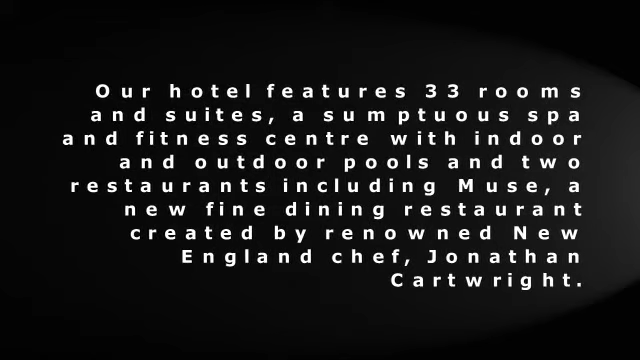 Our hotel features 33 rooms
and suites, a sumptuous spa
and fitness centre with indoor
and outdoor pools and two
restaurants including Muse, a
new fine dining restaurant
created by renowned New
England chef, Jonathan
Cartwright.